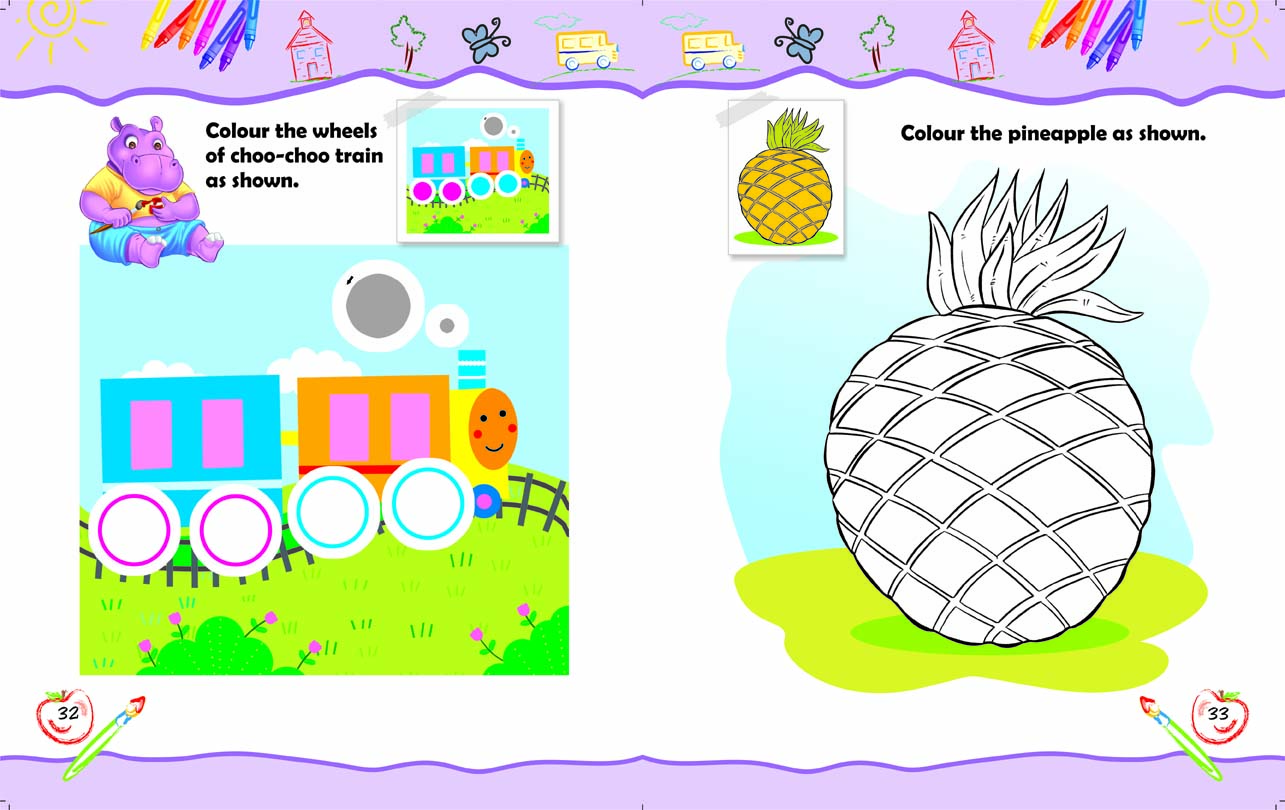 Colour the wheels
of choo-choo train
as shown.
Colour the pineapple as shown.
32
33